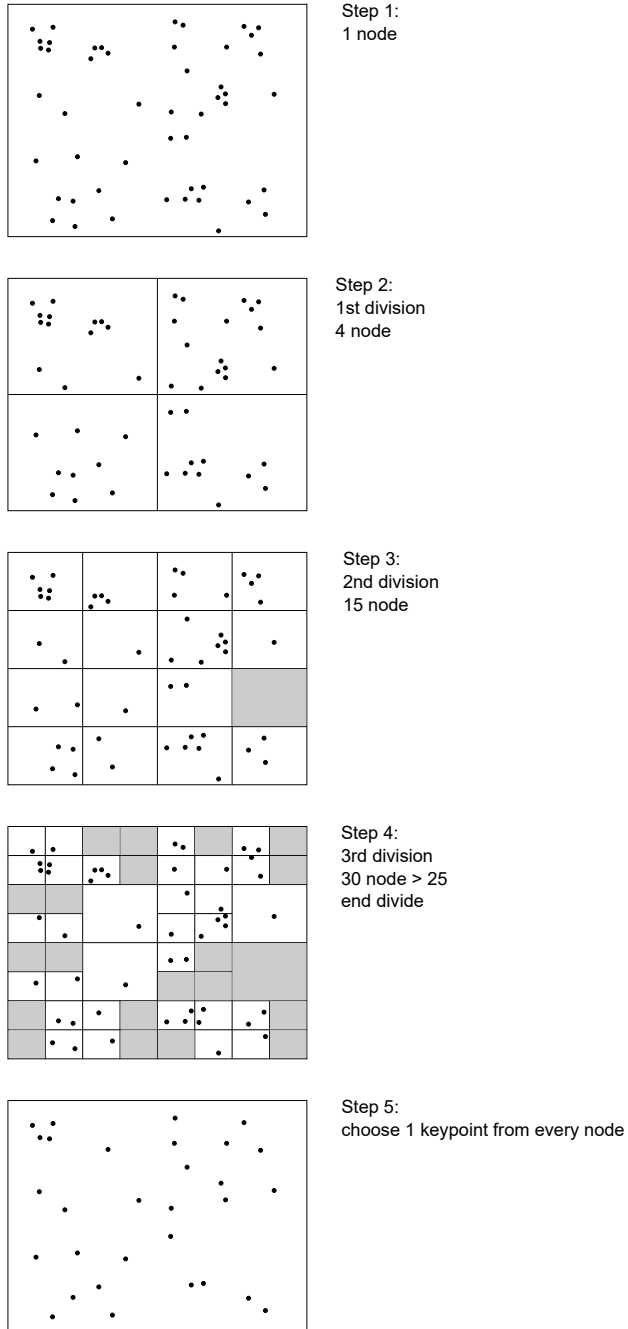 Step 1:
1 node
Step 2:
1st division
4 node
Step 3:
2nd division
15 node
Step 4:
3rd division
30 node > 25
end divide
Step 5:
choose 1 keypoint from every node